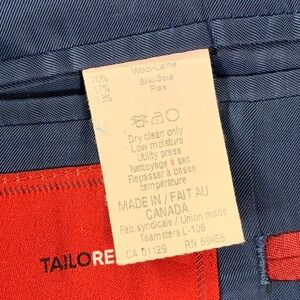 70% Wool-Laine
17% Silk-Soie
13% Flax
Dry clean only
Low moisture
Utility press
Nettoyage à sec
Repasser à basse
température
MADE IN / FAIT AU
CANADA
Fab.syndicale / Union made
Teamsters L-106
CA 01129 RN 59455
TAILORE